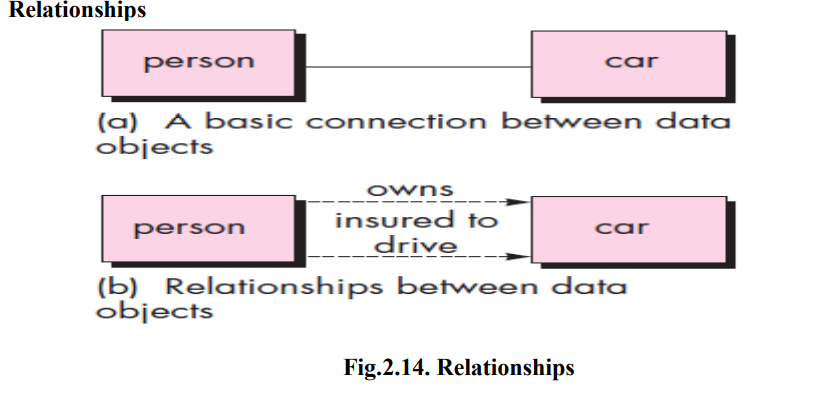 Relationships
person car
(a) A basic connection between data
objects
owns
person insured to car
drive
(b) Relationships between data
objects
Fig.2.14. Relationships